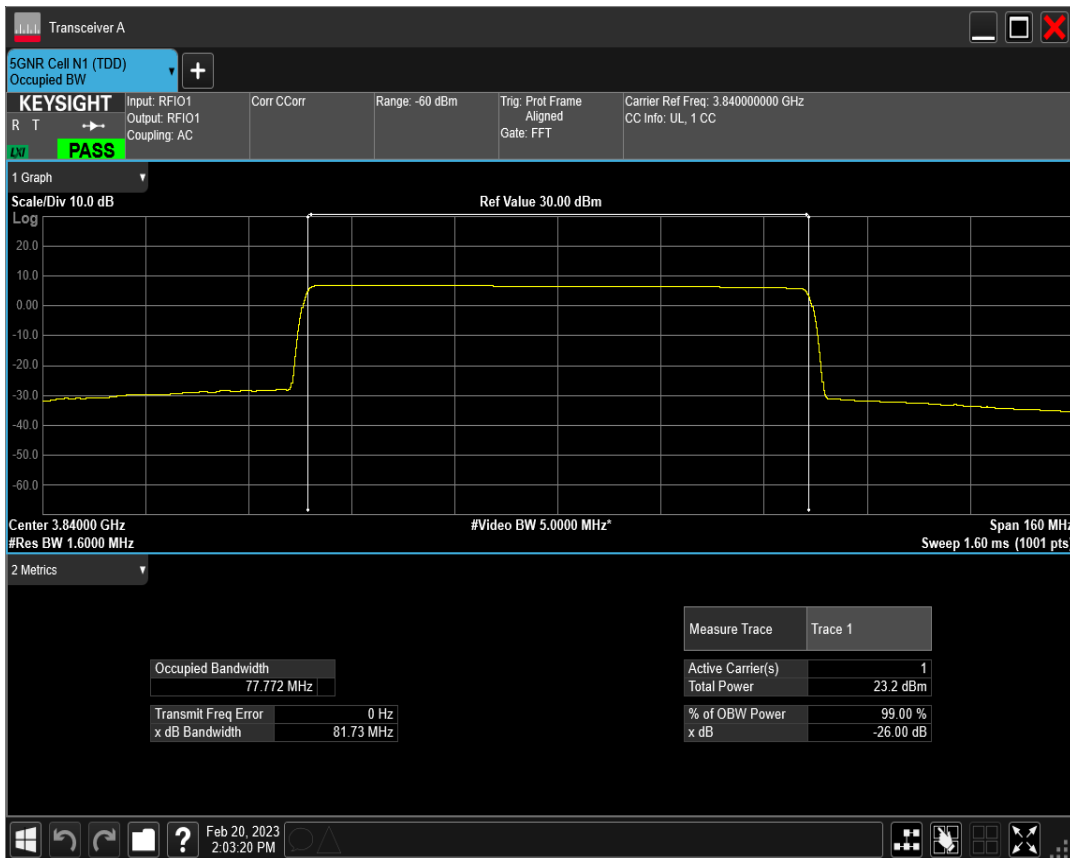 Transceiver A
5GNR Cell N1 (TDD)
Occupied BW
+
KEYSIGHT
R T
LXI
PASS
Input: RFIO1
Output: RFIO1
Coupling: AC
Corr CCorr
Range: -60 dBm
Trig: Prot Frame
Aligned
Gate: FFT
Carrier Ref Freq: 3.840000000 GHz
CC Info: UL, 1 CC
1 Graph
Scale/Div 10.0 dB
Ref Value 30.00 dBm
Log
20.0
10.0
0.00
-10.0
-20.0
-30.0
-40.0
-50.0
-60.0
Center 3.84000 GHz
#Video BW 5.0000 MHz*
Span 160 MHz
#Res BW 1.6000 MHz
Sweep 1.60 ms (1001 pts)
2 Metrics
Measure Trace Trace 1
Occupied Bandwidth
77.772 MHz
Active Carrier(s) 1
Total Power 23.2 dBm
Transmit Freq Error 0 Hz
x dB Bandwidth 81.73 MHz
% of OBW Power 99.00 %
x dB -26.00 dB
?
Feb 20, 2023
2:03:20 PM